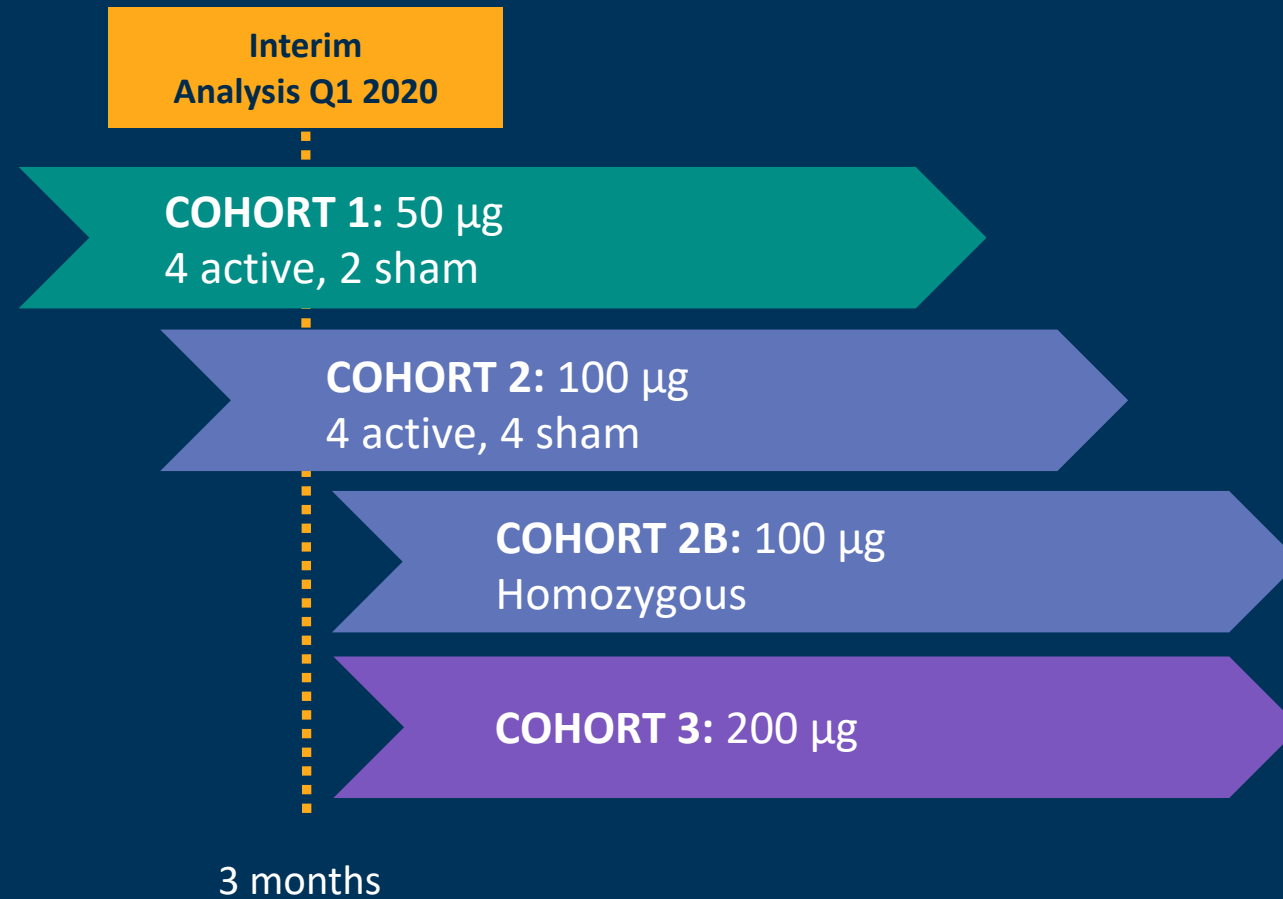 Interim
Analysis Q1 2020
COHORT 1: 50 µg
4 active, 2 sham
COHORT 2: 100 µg
4 active, 4 sham
COHORT 2B: 100 µg
Homozygous
COHORT 3: 200 µg
3 months